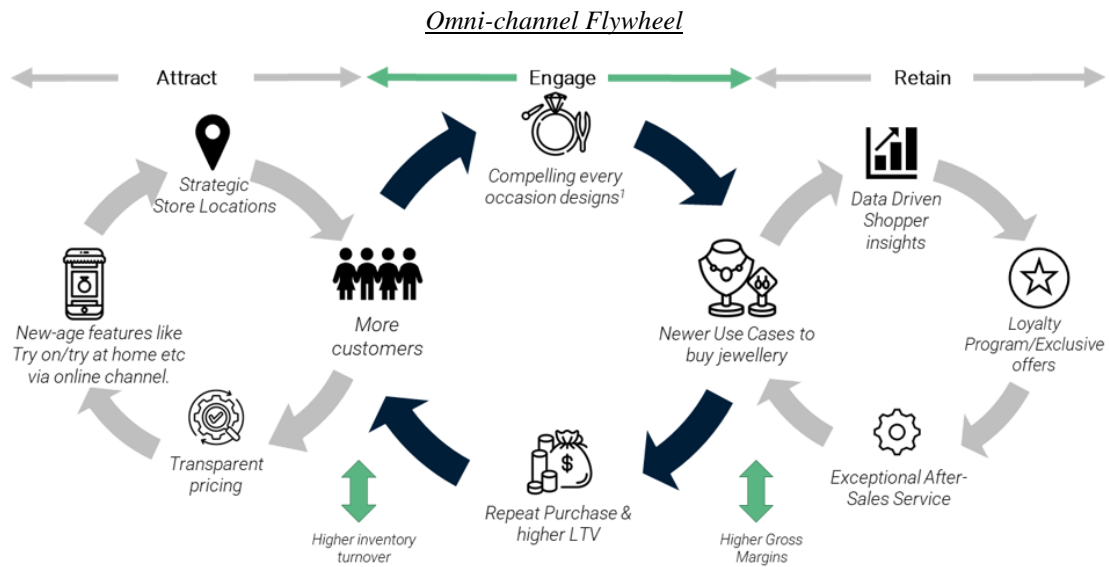 Omni-channel Flywheel
Attract
Engage
Retain
Strategic
Store Locations
Compelling every
occasion designs¹
Data Driven
Shopper
insights
New-age features like
Try on/try at home etc
via online channel.
More
customers
Newer Use Cases to
buy jewellery
Loyalty
Program/Exclusive
offers
Transparent
pricing
$
Repeat Purchase &
higher LTV
Exceptional After-
Sales Service
Higher inventory
turnover
Higher Gross
Margins